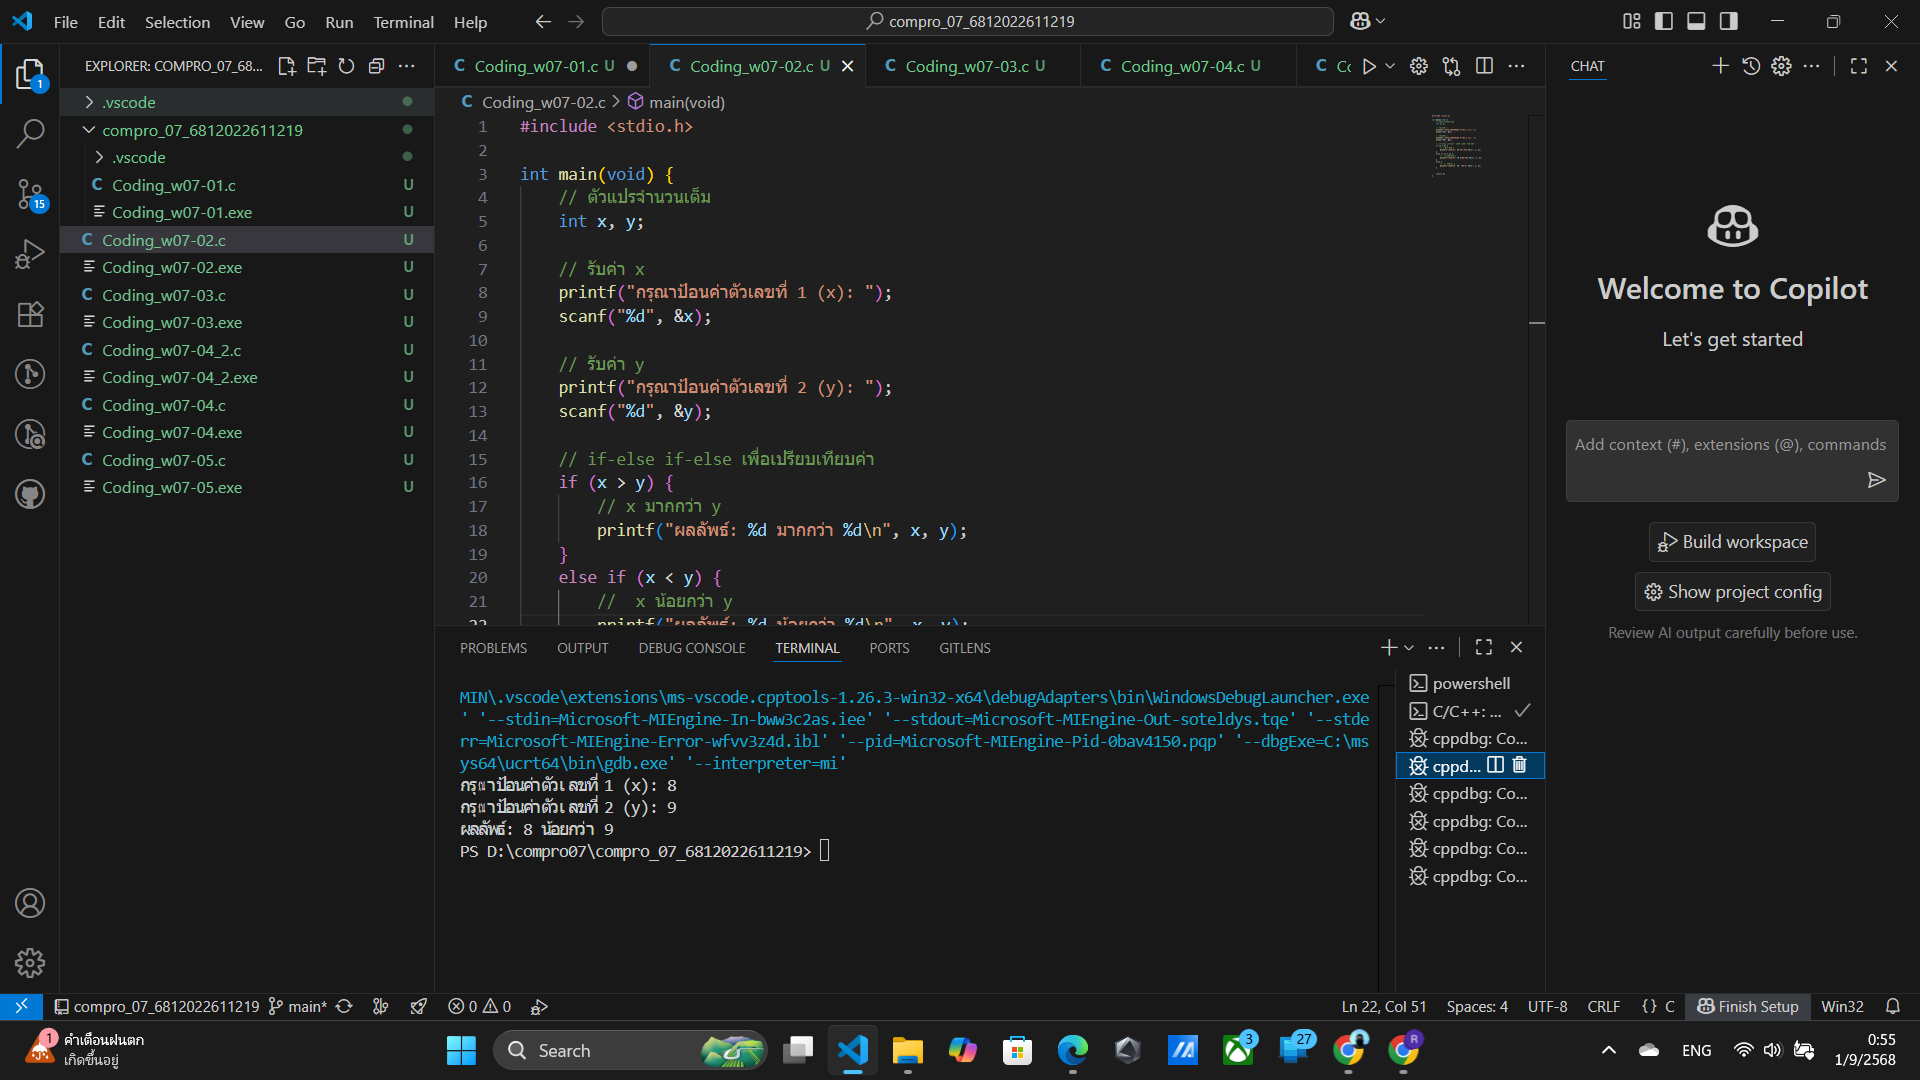 File Edit Selection View Go Run Terminal Help
compro_07_6812022611219
EXPLORER: COMPRO_07_68...
.vscode
compro_07_6812022611219
.vscode
Coding_w07-01.c U
Coding_w07-01.exe U
Coding_w07-02.c U
Coding_w07-02.exe U
Coding_w07-03.c U
Coding_w07-03.exe U
Coding_w07-04_2.c U
Coding_w07-04_2.exe U
Coding_w07-04.c U
Coding_w07-04.exe U
Coding_w07-05.c U
Coding_w07-05.exe U
1
15
C Coding_w07-01.c U C Coding_w07-02.c U C Coding_w07-03.c U C Coding_w07-04.c U C
C Coding_w07-02.c > main(void)
1 #include <stdio.h>
2
3 int main(void) {
4 // ตัวแปรจำนวนเต็ม
5 int x, y;
6
7 // รับค่า x
8 printf("กรุณาป้อนค่าตัวเลขที่ 1 (x): ");
9 scanf("%d", &x);
10
11 // รับค่า y
12 printf("กรุณาป้อนค่าตัวเลขที่ 2 (y): ");
13 scanf("%d", &y);
14
15 // if-else if-else เพื่อเปรียบเทียบค่า
16 if (x > y) {
17 // x มากกว่า y
18 printf("ผลลัพธ์: %d มากกว่า %d\n", x, y);
19 }
20 else if (x < y) {
21 // x น้อยกว่า y
22 printf("ผลลัพธ์: %d น้อยกว่า %d\n", x, y);
PROBLEMS OUTPUT DEBUG CONSOLE TERMINAL PORTS GITLENS
MIN\.vscode\extensions\ms-vscode.cpptools-1.26.3-win32-x64\debugAdapters\bin\WindowsDebugLauncher.exe
' '--stdin=Microsoft-MIEngine-In-bww3c2as.iee' '--stdout=Microsoft-MIEngine-Out-soteldys.tqe' '--stde
rr=Microsoft-MIEngine-Error-wfvv3z4d.ibl' '--pid=Microsoft-MIEngine-Pid-0bav4150.pqp' '--dbgExe=C:\ms
ys64\ucrt64\bin\gdb.exe' '--interpreter=mi'
กรุณาป้อนค่าตัวเลขที่ 1 (x): 8
กรุณาป้อนค่าตัวเลขที่ 2 (y): 9
ผลลัพธ์: 8 น้อยกว่า 9
PS D:\compro07\compro_07_6812022611219>
powershell
C/C++: ...
cppdbg: Co...
cppd...
cppdbg: Co...
cppdbg: Co...
cppdbg: Co...
cppdbg: Co...
CHAT
Welcome to Copilot
Let's get started
Add context (#), extensions (@), commands
Build workspace
Show project config
Review AI output carefully before use.
compro_07_6812022611219 main* 0 0 Ln 22, Col 51 Spaces: 4 UTF-8 CRLF {} C Finish Setup Win32
1 คำเตือนฝนตก
เกิดขึ้นอยู่
Search
3 27 R
ENG
0:55
1/9/2568